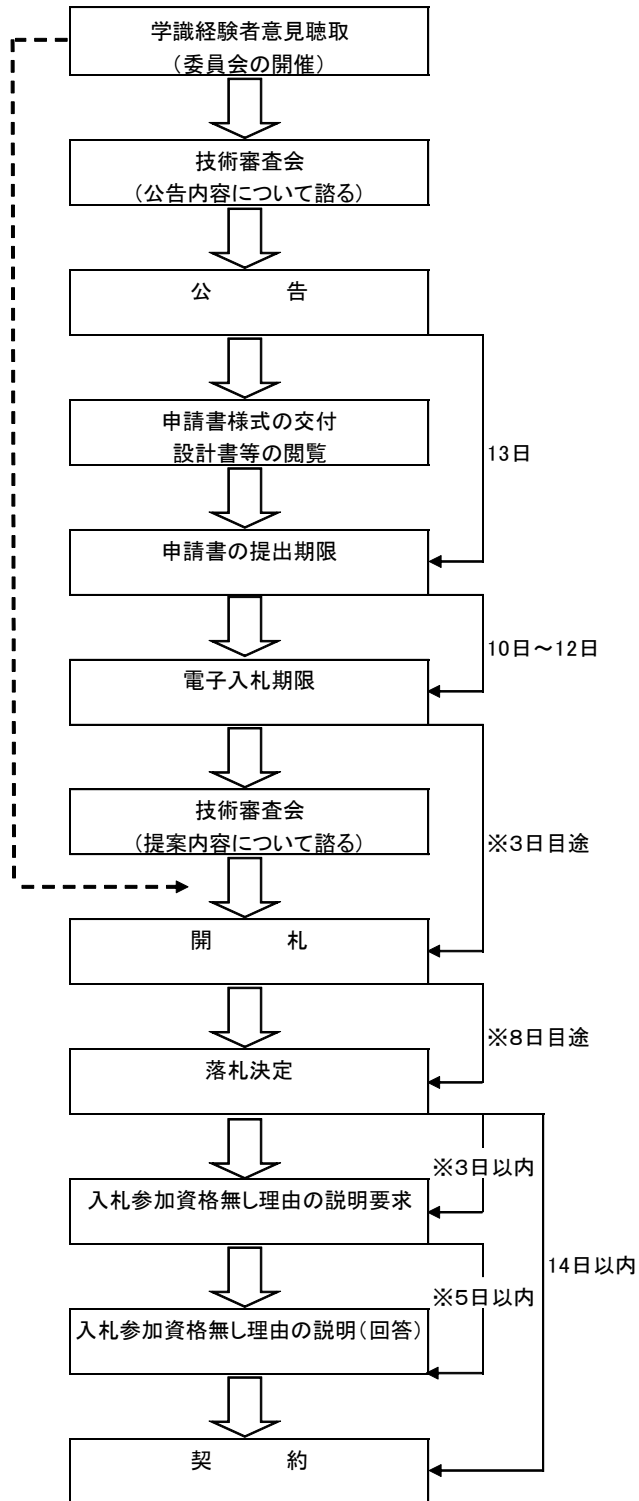 学識経験者意見聴取
(委員会の開催)
技術審査会
(公告内容について諮る)
公　　　告
申請書様式の交付
設計書等の閲覧
13日
申請書の提出期限
10日～12日
電子入札期限
技術審査会
(提案内容について諮る)
※3日目途
開　　　札
※8日目途
落札決定
※3日以内
入札参加資格無し理由の説明要求
14日以内
※5日以内
入札参加資格無し理由の説明(回答)
契　　　約